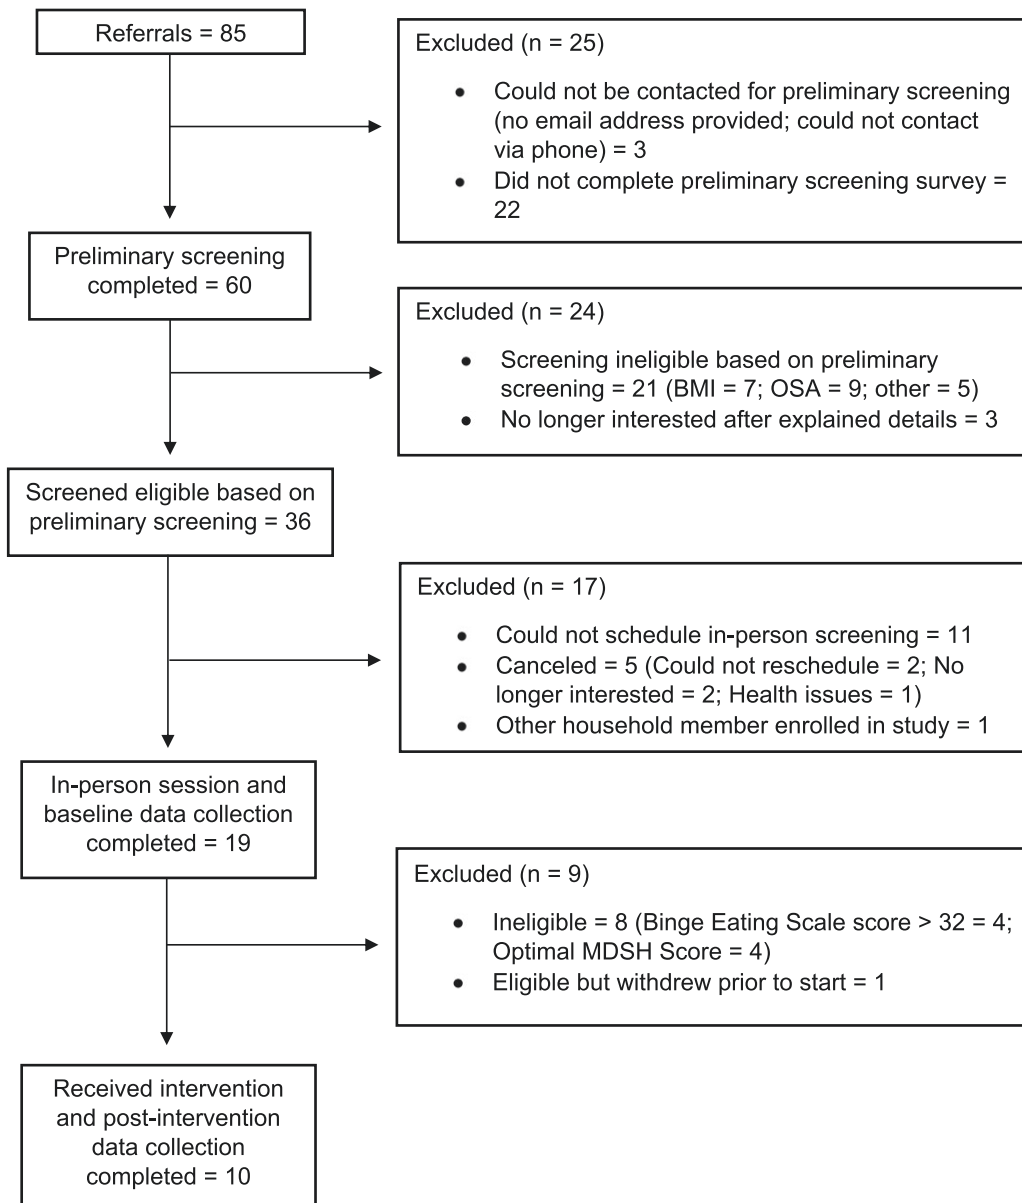 Referrals = 85
Excluded (n = 25)
• Could not be contacted for preliminary screening
(no email address provided; could not contact
via phone) = 3
• Did not complete preliminary screening survey =
22
Preliminary screening
completed = 60
Excluded (n = 24)
• Screening ineligible based on preliminary
screening = 21 (BMI = 7; OSA = 9; other = 5)
• No longer interested after explained details = 3
Screened eligible based on
preliminary screening = 36
Excluded (n = 17)
• Could not schedule in-person screening = 11
• Canceled = 5 (Could not reschedule = 2; No
longer interested = 2; Health issues = 1)
• Other household member enrolled in study = 1
In-person session and
baseline data collection
completed = 19
Excluded (n = 9)
• Ineligible = 8 (Binge Eating Scale score > 32 = 4;
Optimal MDSH Score = 4)
• Eligible but withdrew prior to start = 1
Received intervention
and post-intervention
data collection
completed = 10